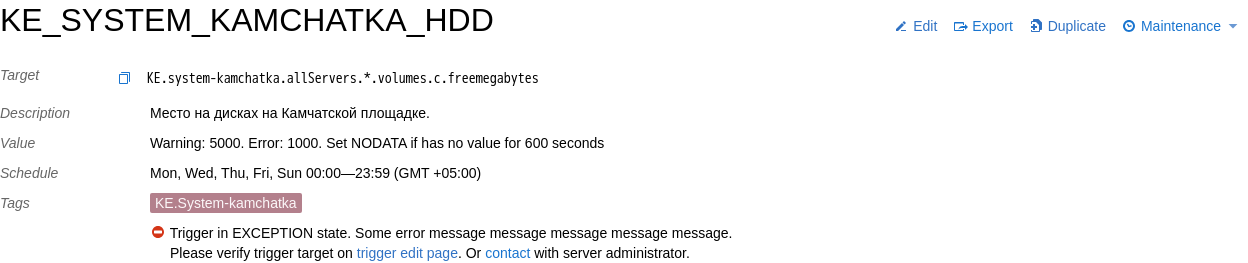 KE_SYSTEM_KAMCHATKA_HDD
Edit Export Duplicate Maintenance
Target KE.system-kamchatka.allServers.*.volumes.c.freemegabytes
Description Место на дисках на Камчатской площадке.
Value Warning: 5000. Error: 1000. Set NODATA if has no value for 600 seconds
Schedule Mon, Wed, Thu, Fri, Sun 00:00—23:59 (GMT +05:00)
Tags KE.System-kamchatka
Trigger in EXCEPTION state. Some error message message message message message.
Please verify trigger target on trigger edit page. Or contact with server administrator.